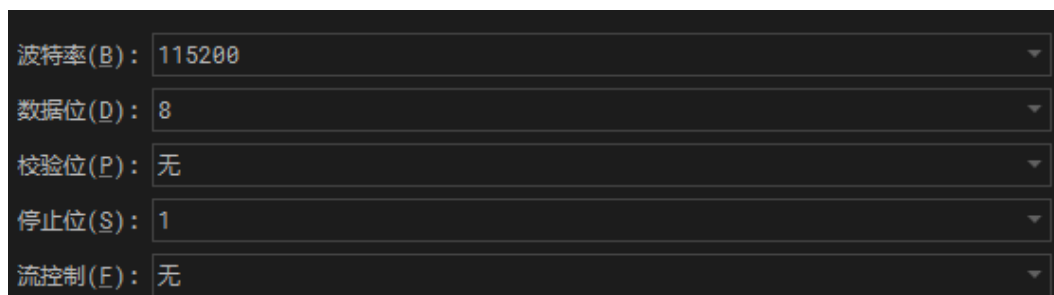 波特率(B): 115200
数据位(D): 8
校验位(P): 无
停止位(S): 1
流控制(F): 无